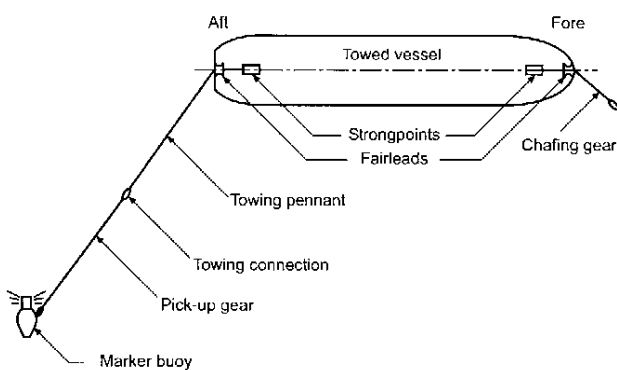 Aft
Fore
Towed vessel
Strongpoints
Fairleads
Chafing gear
Towing pennant
Towing connection
Pick-up gear
Marker buoy